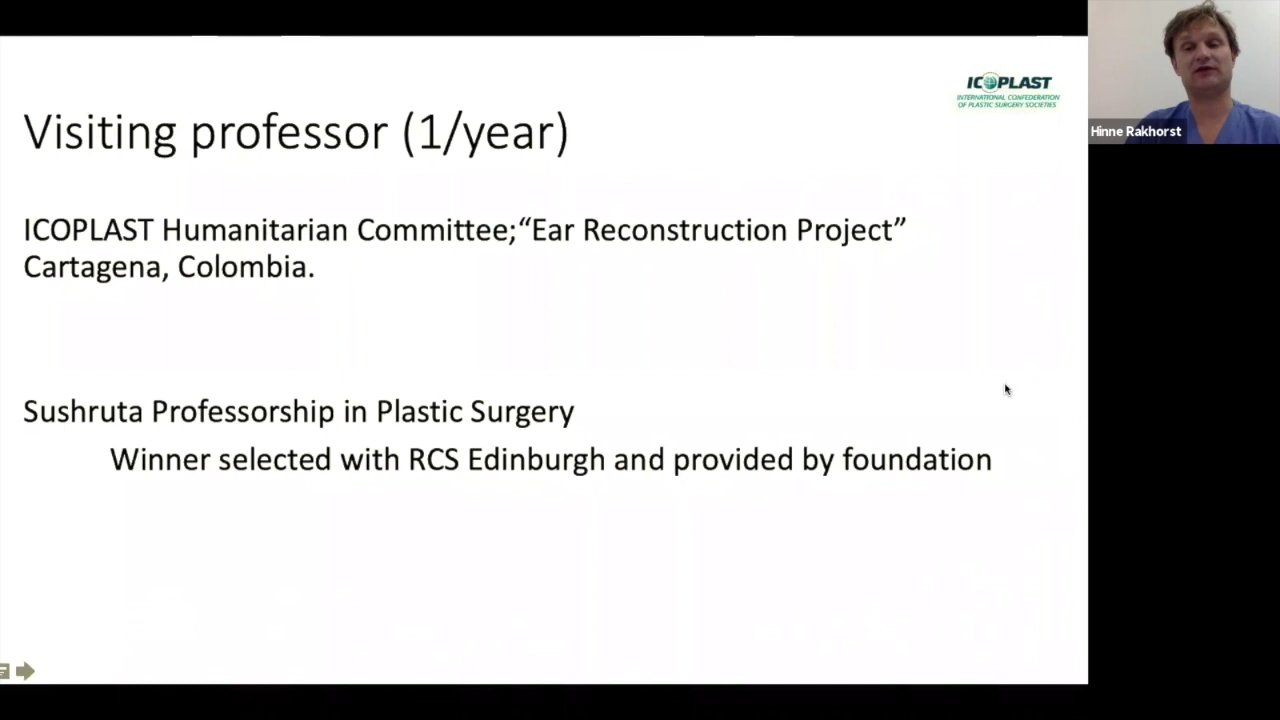 ICOPLAST
INTERNATIONAL CONFEDERATION
OF PLASTIC SURGERY SOCIETIES
Visiting professor (1/year)
Hinne Rakhorst
ICOPLAST Humanitarian Committee;“Ear Reconstruction Project”
Cartagena, Colombia.
Sushruta Professorship in Plastic Surgery
Winner selected with RCS Edinburgh and provided by foundation